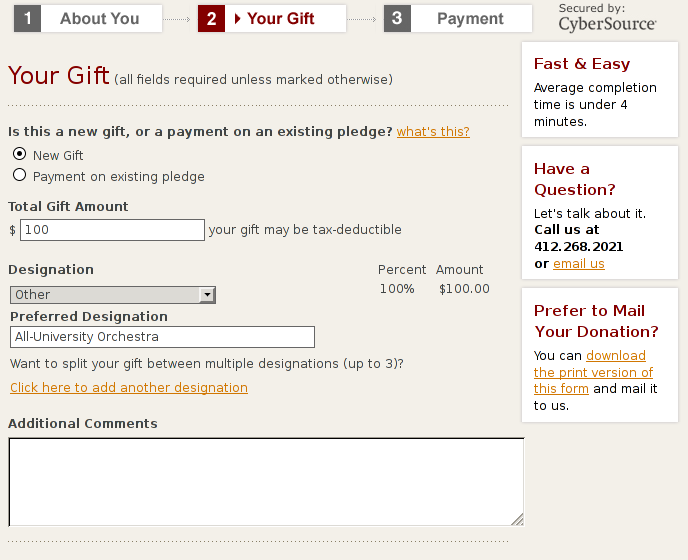 1 About You 2 Your Gift 3 Payment
Secured by:
CyberSource
Your Gift (all fields required unless marked otherwise)
Is this a new gift, or a payment on an existing pledge? what's this?
New Gift
Payment on existing pledge
Total Gift Amount
$ 100 your gift may be tax-deductible
Designation Percent Amount
Other 100% $100.00
Preferred Designation
All-University Orchestra
Want to split your gift between multiple designations (up to 3)?
Click here to add another designation
Additional Comments
Fast & Easy
Average completion
time is under 4
minutes.
Have a
Question?
Let's talk about it.
Call us at
412.268.2021
or email us
Prefer to Mail
Your Donation?
You can download
the print version of
this form and mail it
to us.